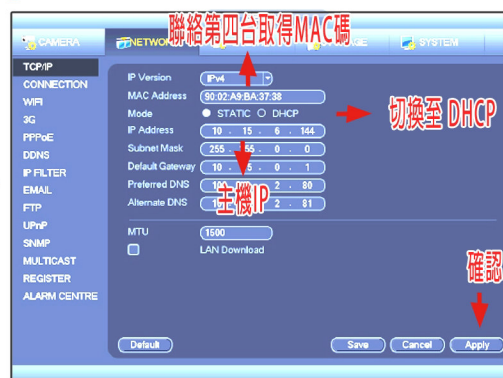 聯絡第四台取得MAC碼
CAMERA
NETWORK
SYSTEM
TCP/IP
CONNECTION
WIFI
3G
PPPoE
DDNS
IP FILTER
EMAIL
FTP
UPnP
SNMP
MULTICAST
REGISTER
ALARM CENTRE
IP Version IPv4
MAC Address 90:02:A9:BA:37:38
Mode STATIC DHCP
切換至 DHCP
IP Address 10 . 15 . 6 . 144
Subnet Mask 255 . 0 . 0
Default Gateway 10 . 0 . 1
Preferred DNS 2 . 80
Alternate DNS 2 . 81
主機IP
MTU 1500
LAN Download
確認
Default Save Cancel Apply